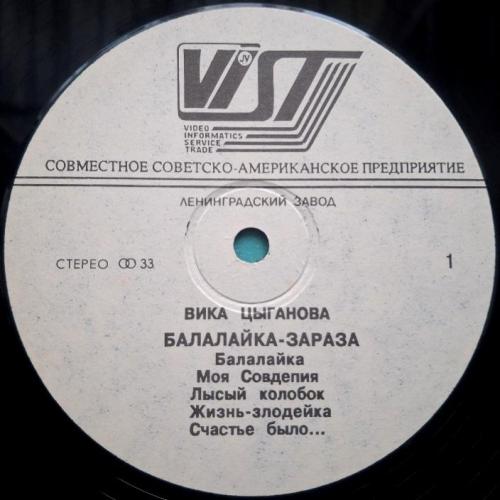 JV
VIST
VIDEO
INFORMATICS
SERVICE
TRADE
СОВМЕСТНОЕ СОВЕТСКО-АМЕРИКАНСКОЕ ПРЕДПРИЯТИЕ
ЛЕНИНГРАДСКИЙ ЗАВОД
СТЕРЕО 33
1
ВИКА ЦЫГАНОВА
БАЛАЛАЙКА-ЗАРАЗА
Балалайка
Моя Совдепия
Лысый колобок
Жизнь-злодейка
Счастье было...